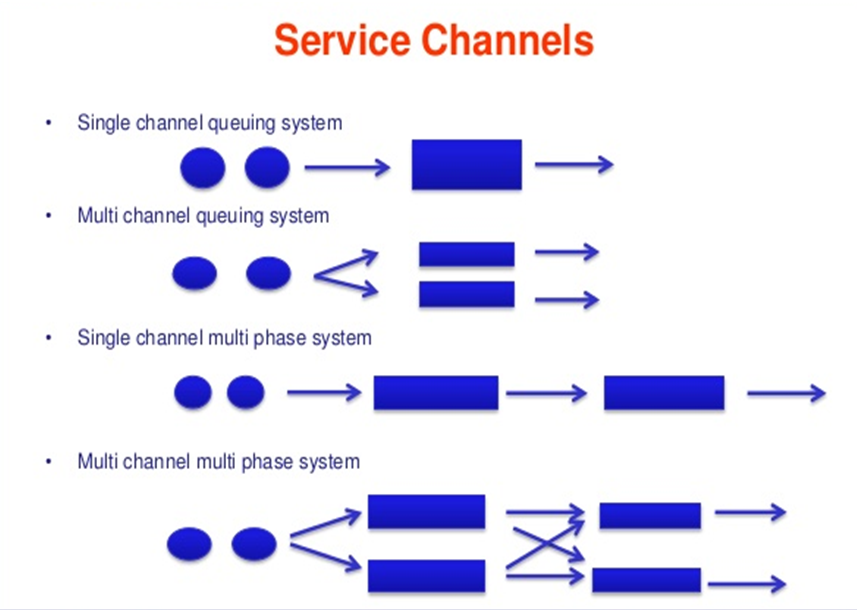 Service Channels
• Single channel queuing system
• Multi channel queuing system
• Single channel multi phase system
• Multi channel multi phase system